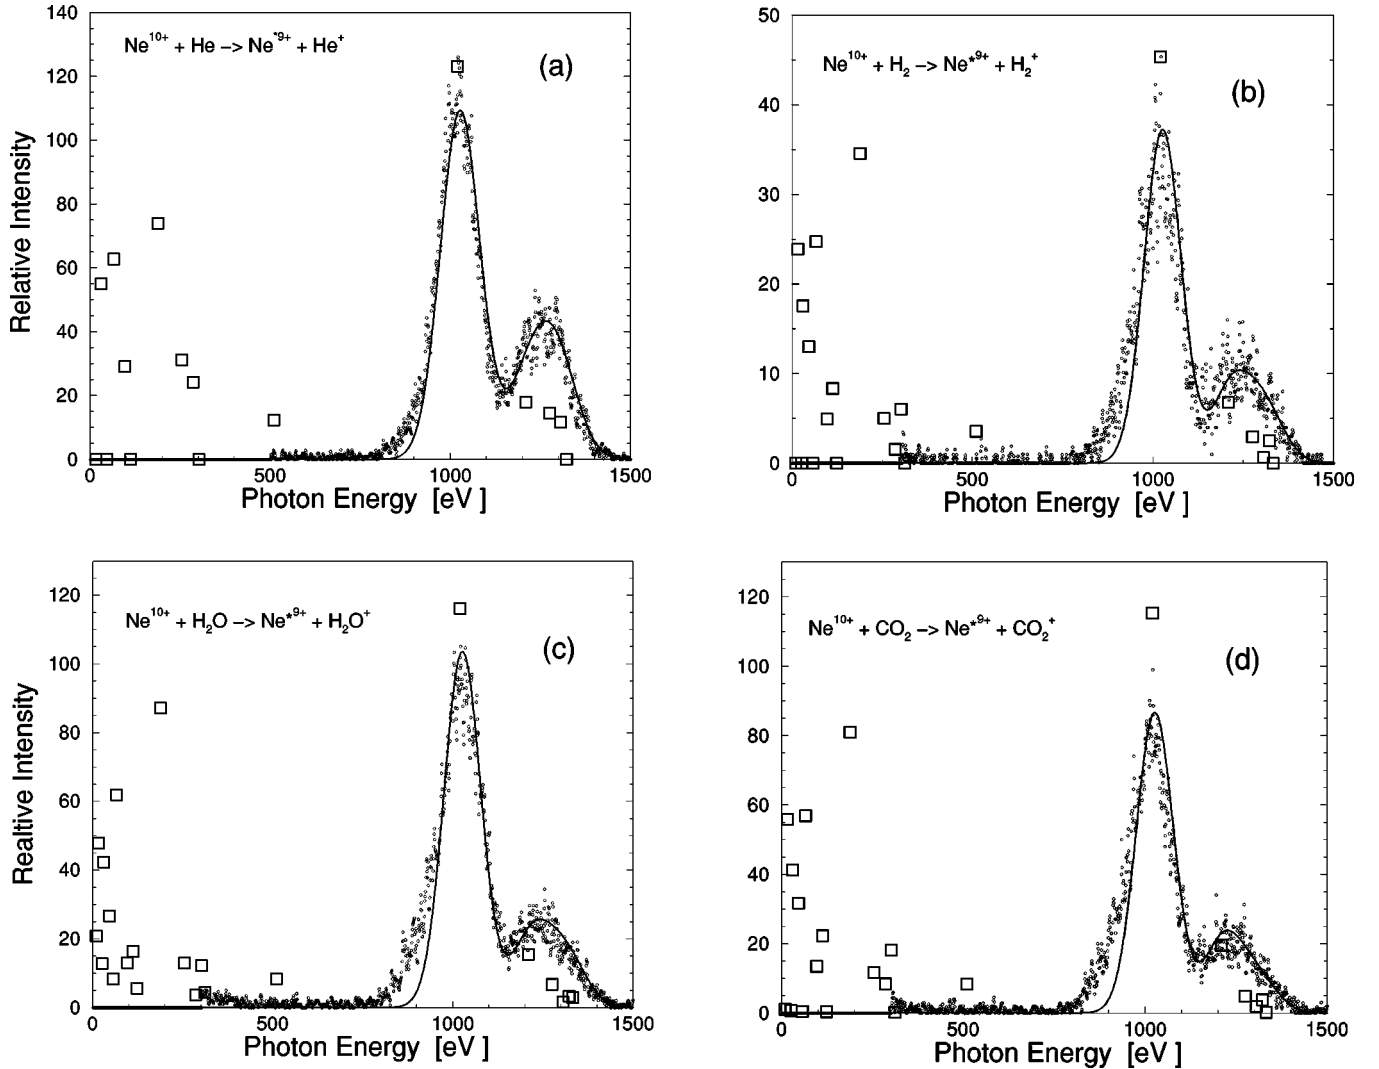 140
120
100
80
60
40
20
0
Relative Intensity
Ne¹⁰⁺ + He –> Ne*⁹⁺ + He⁺
(a)
0 500 1000 1500
Photon Energy [eV ]
50
40
30
20
10
0
Ne¹⁰⁺ + H₂ –> Ne*⁹⁺ + H₂⁺
(b)
0 500 1000 1500
Photon Energy [eV ]
120
100
80
60
40
20
0
Realtive Intensity
Ne¹⁰⁺ + H₂O –> Ne*⁹⁺ + H₂O⁺
(c)
0 500 1000 1500
Photon Energy [eV ]
120
100
80
60
40
20
0
Ne¹⁰⁺ + CO₂ –> Ne*⁹⁺ + CO₂⁺
(d)
0 500 1000 1500
Photon Energy [eV ]